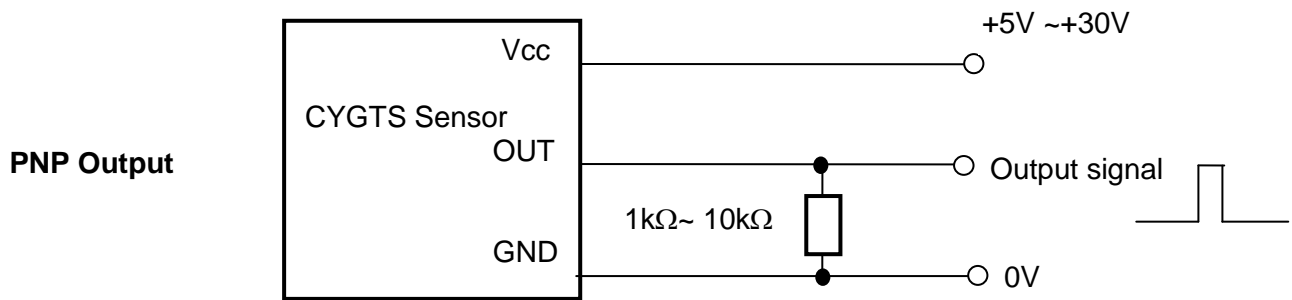 +5V ~+30V
Vcc
CYGTS Sensor
PNP Output
OUT
Output signal
1kΩ~ 10kΩ
GND
0V